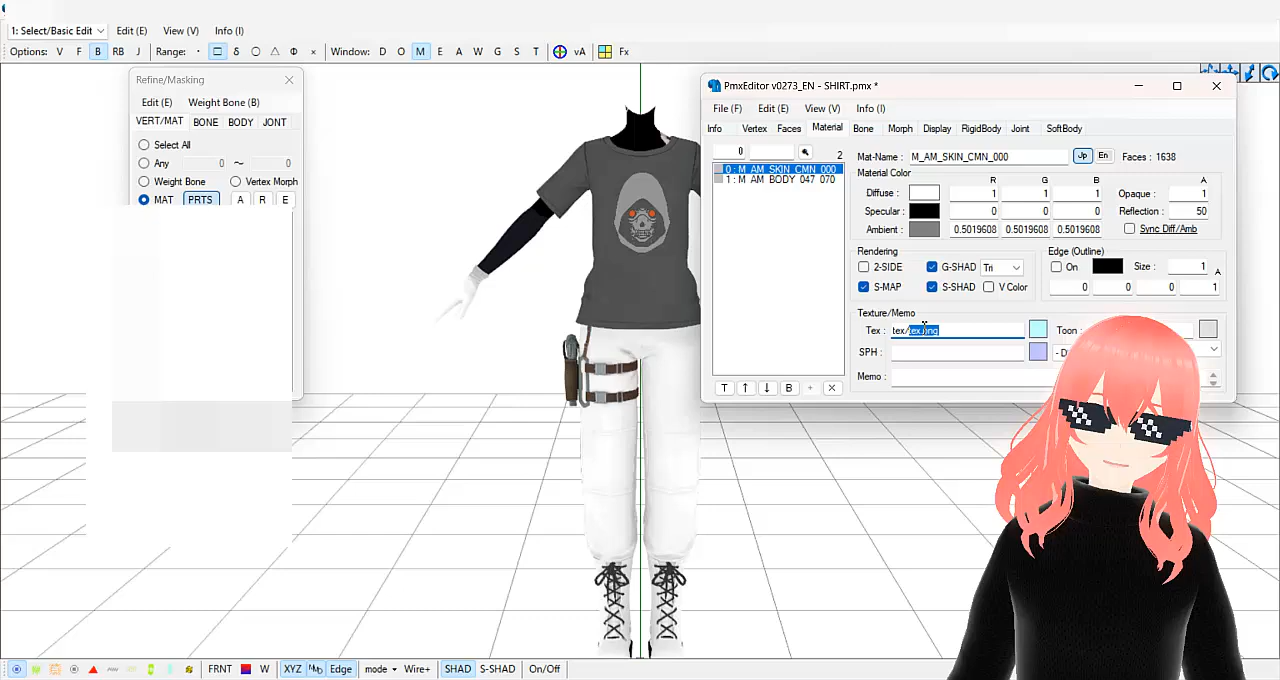 1: Select/Basic Edit Edit (E) View (V) Info (I)
Options: V F B RB J Range: · □ δ ○ △ Φ × Window: D O M E A W G S T vA Fx
Refine/Masking
Edit (E) Weight Bone (B)
VERT/MAT BONE BODY JONT
Select All
Any 0 ～ 0
Weight Bone Vertex Morph
MAT PRTS A R E
PmxEditor v0273_EN - SHIRT.pmx *
File (F) Edit (E) View (V) Info (I)
Info Vertex Faces Material Bone Morph Display RigidBody Joint SoftBody
0 2
0 : M_AM_SKIN_CMN_000
1 : M_AM_BODY_047_070
T ↑ ↓ B + ×
Mat-Name : M_AM_SKIN_CMN_000 Jp En Faces : 1638
Material Color
R G B A
Diffuse : 1 1 1 Opaque : 1
Specular : 0 0 0 Reflection : 50
Ambient : 0.5019608 0.5019608 0.5019608 Sync Diff/Amb
Rendering
2-SIDE G-SHAD Tri
S-MAP S-SHAD V Color
Edge (Outline)
On Size : 1
A
0 0 0 1
Texture/Memo
Tex : tex/tex.png Toon :
SPH : - D
Memo :
FRNT W XYZ Edge mode Wire+ SHAD S-SHAD On/Off